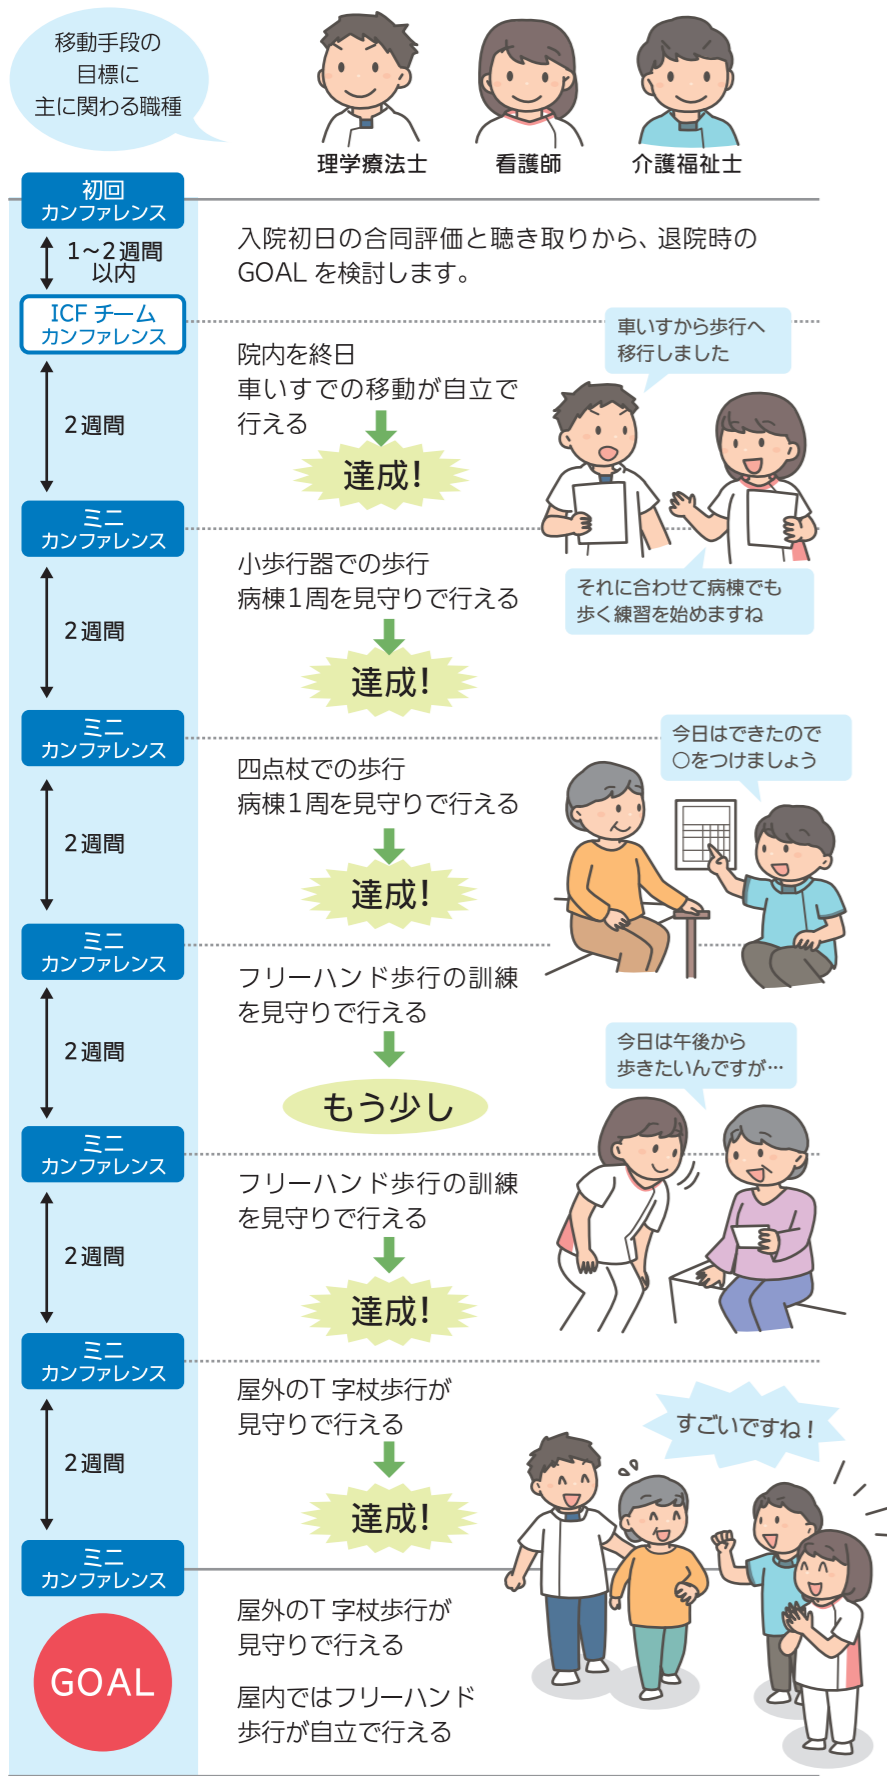 移動手段の
目標に
主に関わる職種
理学療法士
看護師
介護福祉士
初回
カンファレンス
1～2週間
以内
入院初日の合同評価と聴き取りから、退院時の
GOALを検討します。
ICFチーム
カンファレンス
院内を終日
車いすでの移動が自立で
行える
達成!
車いすから歩行へ
移行しました
2週間
それに合わせて病棟でも
歩く練習を始めますね
ミニ
カンファレンス
小歩行器での歩行
病棟1周を見守りで行える
達成!
2週間
ミニ
カンファレンス
四点杖での歩行
病棟1周を見守りで行える
達成!
今日はできたので
○をつけましょう
2週間
ミニ
カンファレンス
フリーハンド歩行の訓練
を見守りで行える
もう少し
2週間
今日は午後から
歩きたいんですが…
ミニ
カンファレンス
フリーハンド歩行の訓練
を見守りで行える
達成!
2週間
ミニ
カンファレンス
屋外のT字杖歩行が
見守りで行える
達成!
2週間
すごいですね！
ミニ
カンファレンス
GOAL
屋外のT字杖歩行が
見守りで行える
屋内ではフリーハンド
歩行が自立で行える